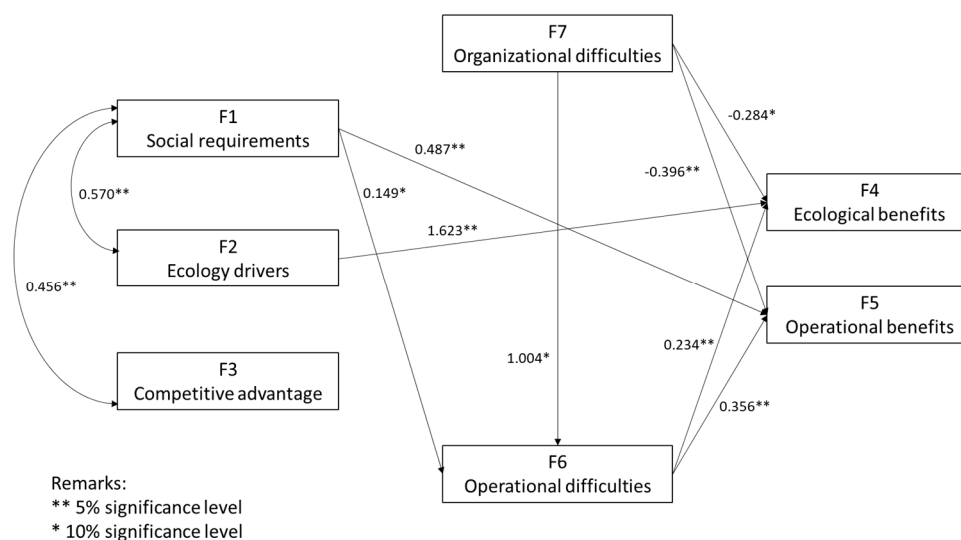 F7
Organizational difficulties
F1
Social requirements
-0.284*
0.487**
-0.396**
0.570**
0.149*
F4
Ecological benefits
1.623**
F2
Ecology drivers
0.456**
F5
Operational benefits
0.234**
1.004*
F3
Competitive advantage
0.356**
F6
Operational difficulties
Remarks:
** 5% significance level
* 10% significance level